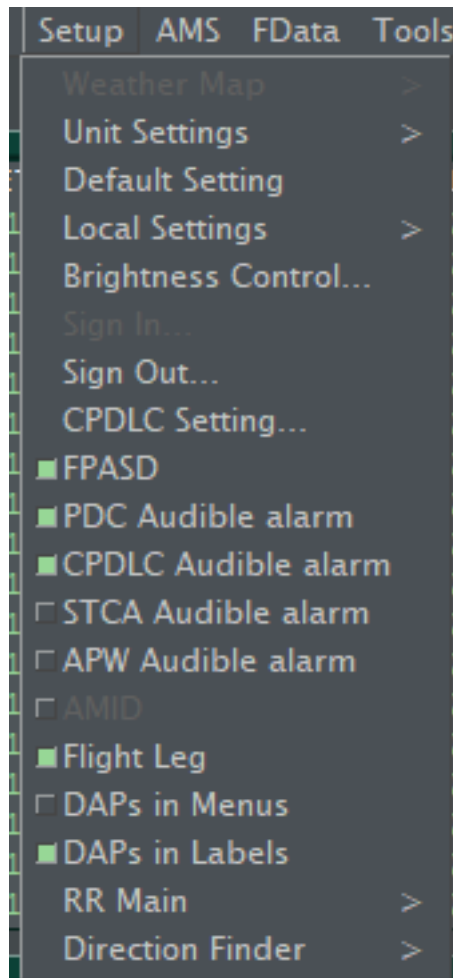 Setup AMS FData Tools
Weather Map >
Unit Settings >
Default Setting
Local Settings >
Brightness Control...
Sign In...
Sign Out...
CPDLC Setting...
FPASD
PDC Audible alarm
CPDLC Audible alarm
STCA Audible alarm
APW Audible alarm
AMID
Flight Leg
DAPs in Menus
DAPs in Labels
RR Main >
Direction Finder >